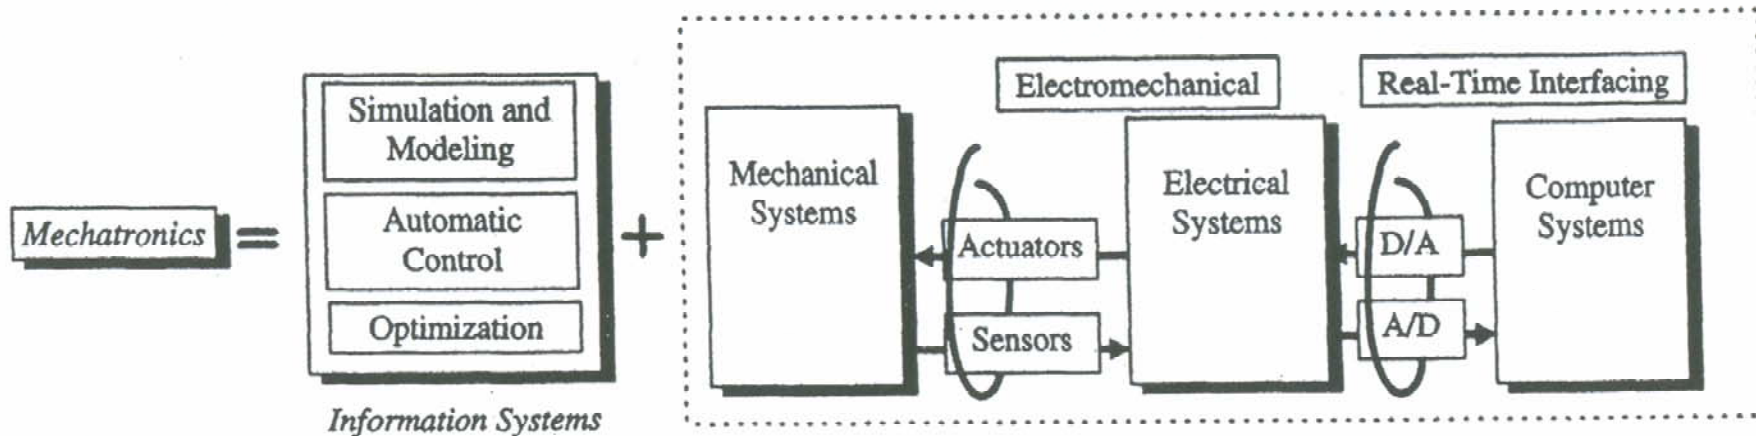 Mechatronics
=
Simulation and
Modeling
Automatic
Control
Optimization
Information Systems
+
Mechanical
Systems
Electromechanical
Actuators
Sensors
Electrical
Systems
Real-Time Interfacing
D/A
A/D
Computer
Systems